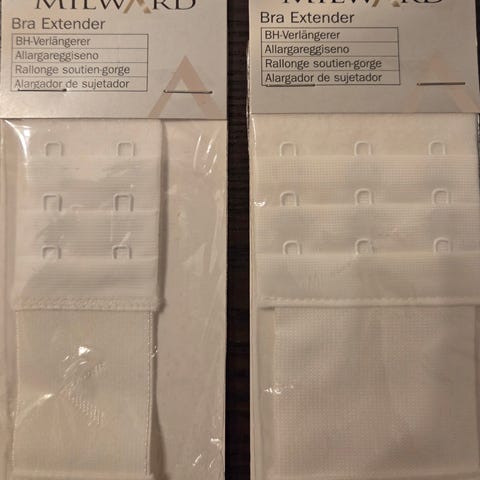 MILWARD
Bra Extender
BH-Verlängerer
Allargareggiseno
Rallonge soutien-gorge
Alargador de sujetador
MILWARD
Bra Extender
BH-Verlängerer
Allargareggiseno
Rallonge soutien-gorge
Alargador de sujetador